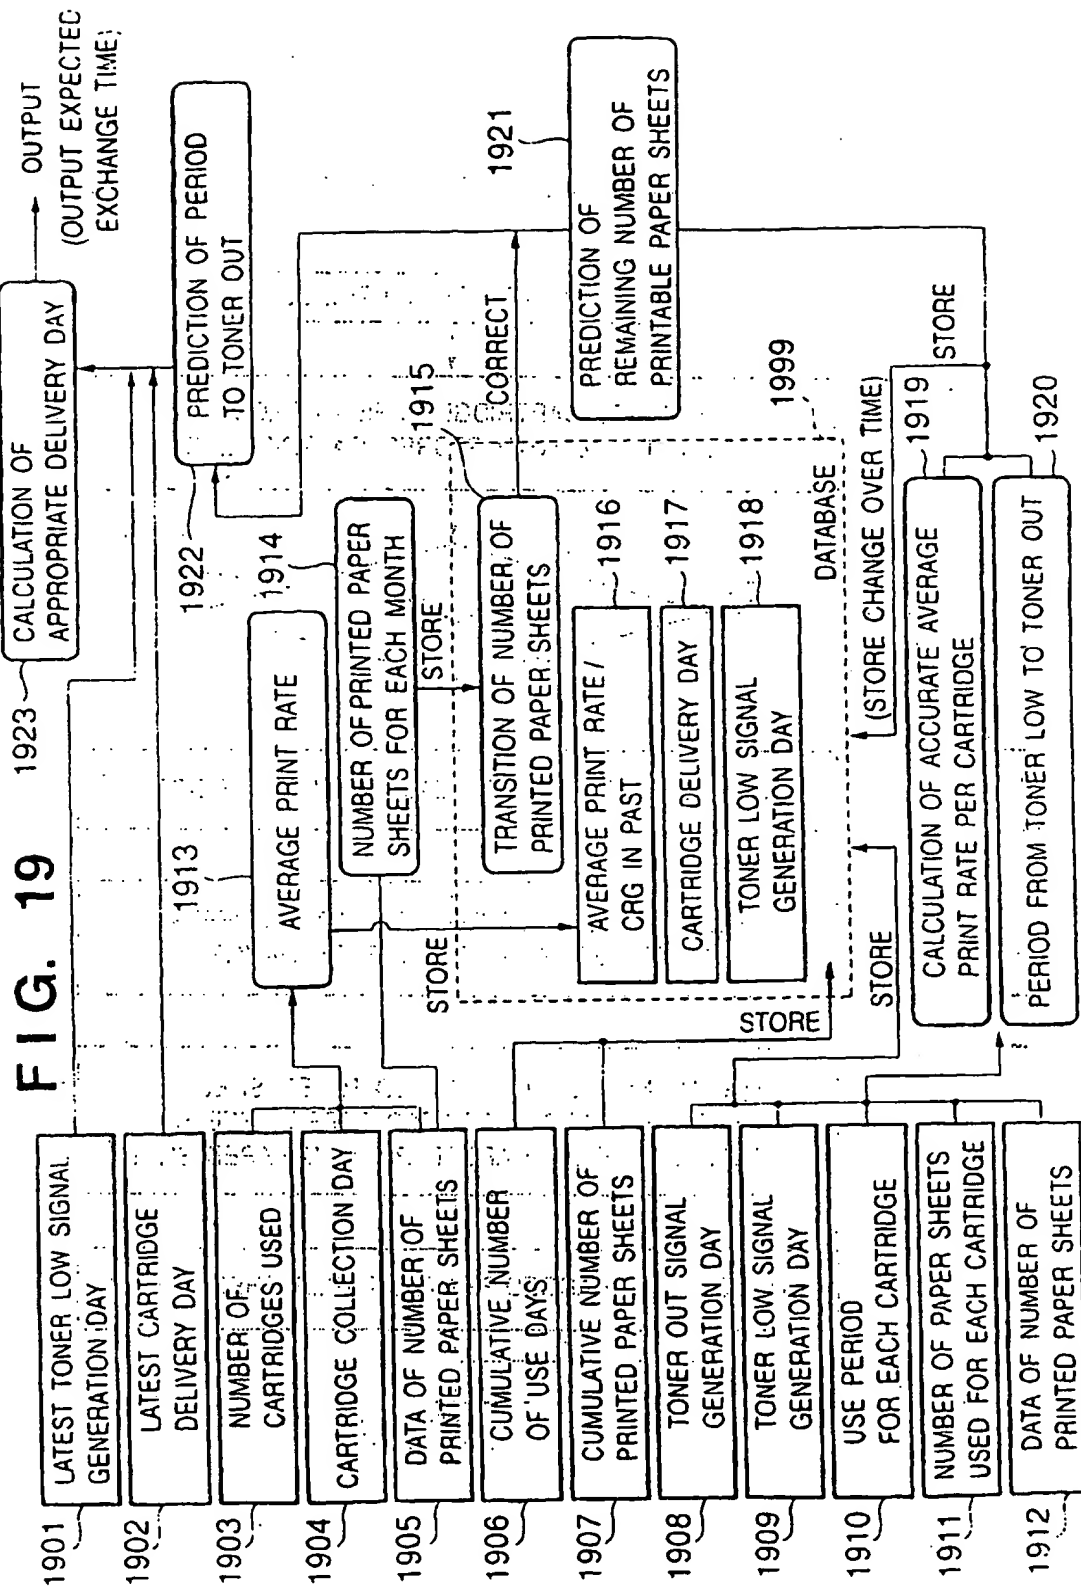 FIG. 19
1901
LATEST TONER LOW SIGNAL
GENERATION DAY
1902
LATEST CARTRIDGE
DELIVERY DAY
1903
NUMBER OF
CARTRIDGES USED
1904
CARTRIDGE COLLECTION DAY
1905
DATA OF NUMBER OF
PRINTED PAPER SHEETS
1906
CUMULATIVE NUMBER
OF USE DAYS
1907
CUMULATIVE NUMBER OF
PRINTED PAPER SHEETS
1908
TONER OUT SIGNAL
GENERATION DAY
1909
TONER LOW SIGNAL
GENERATION DAY
1910
USE PERIOD
FOR EACH CARTRIDGE
1911
NUMBER OF PAPER SHEETS
USED FOR EACH CARTRIDGE
1912
DATA OF NUMBER OF
PRINTED PAPER SHEETS
1913
AVERAGE PRINT RATE
1914
NUMBER OF PRINTED PAPER
SHEETS FOR EACH MONTH
STORE
STORE
1915
TRANSITION OF NUMBER OF
PRINTED PAPER SHEETS
CORRECT
AVERAGE PRINT RATE/
CRG IN PAST
1916
CARTRIDGE DELIVERY DAY
1917
TONER LOW SIGNAL
GENERATION DAY
1918
DATABASE
1999
STORE
STORE
(STORE CHANGE OVER TIME)
STORE
CALCULATION OF ACCURATE AVERAGE
PRINT RATE PER CARTRIDGE
1919
PERIOD FROM TONER LOW TO TONER OUT
1920
1921
PREDICTION OF
REMAINING NUMBER OF
PRINTABLE PAPER SHEETS
1922
PREDICTION OF PERIOD
TO TONER OUT
1923
CALCULATION OF
APPROPRIATE DELIVERY DAY
OUTPUT
(OUTPUT EXPECTED
EXCHANGE TIME)